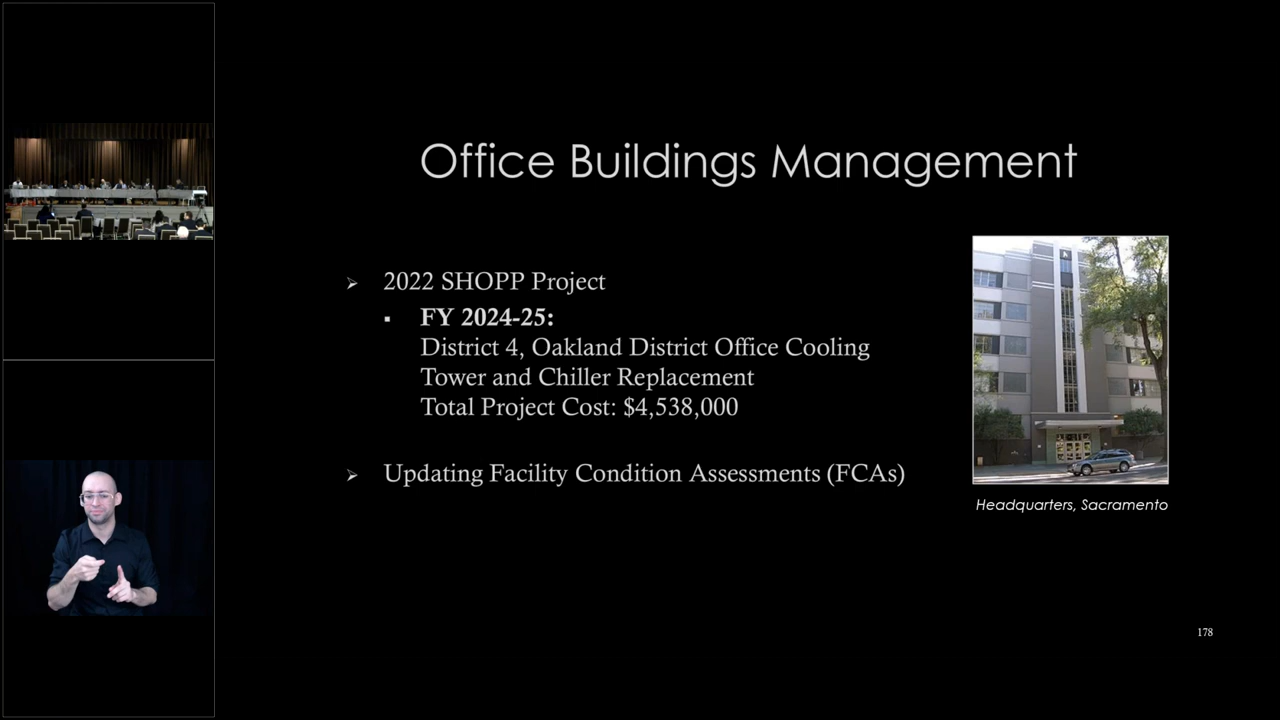 Office Buildings Management
➢ 2022 SHOPP Project
▪ FY 2024-25:
District 4, Oakland District Office Cooling
Tower and Chiller Replacement
Total Project Cost: $4,538,000
➢ Updating Facility Condition Assessments (FCAs)
Headquarters, Sacramento
178